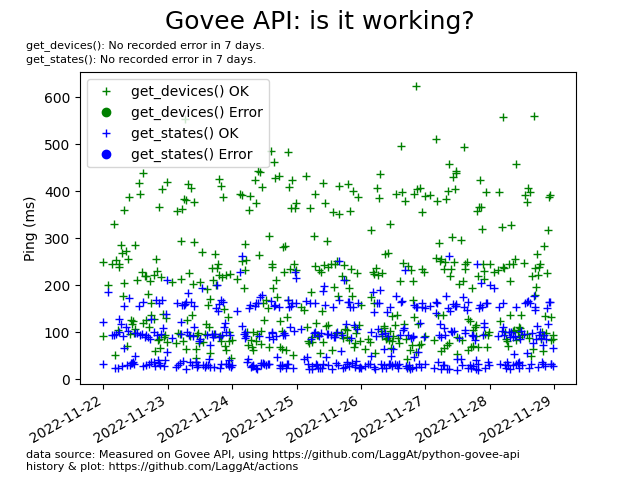 Govee API: is it working?
get_devices(): No recorded error in 7 days.
get_states(): No recorded error in 7 days.
get_devices() OK
get_devices() Error
get_states() OK
get_states() Error
Ping (ms)
600
500
400
300
200
100
0
2022-11-22
2022-11-23
2022-11-24
2022-11-25
2022-11-26
2022-11-27
2022-11-28
2022-11-29
data source: Measured on Govee API, using https://github.com/LaggAt/python-govee-api
history & plot: https://github.com/LaggAt/actions